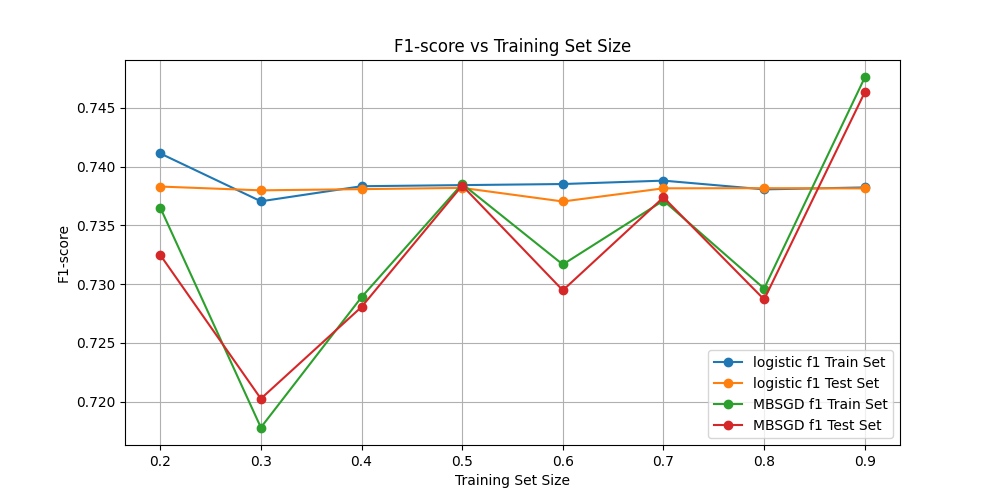 F1-score vs Training Set Size
F1-score
0.745
0.740
0.735
0.730
0.725
0.720
logistic f1 Train Set
logistic f1 Test Set
MBSGD f1 Train Set
MBSGD f1 Test Set
0.2 0.3 0.4 0.5 0.6 0.7 0.8 0.9
Training Set Size